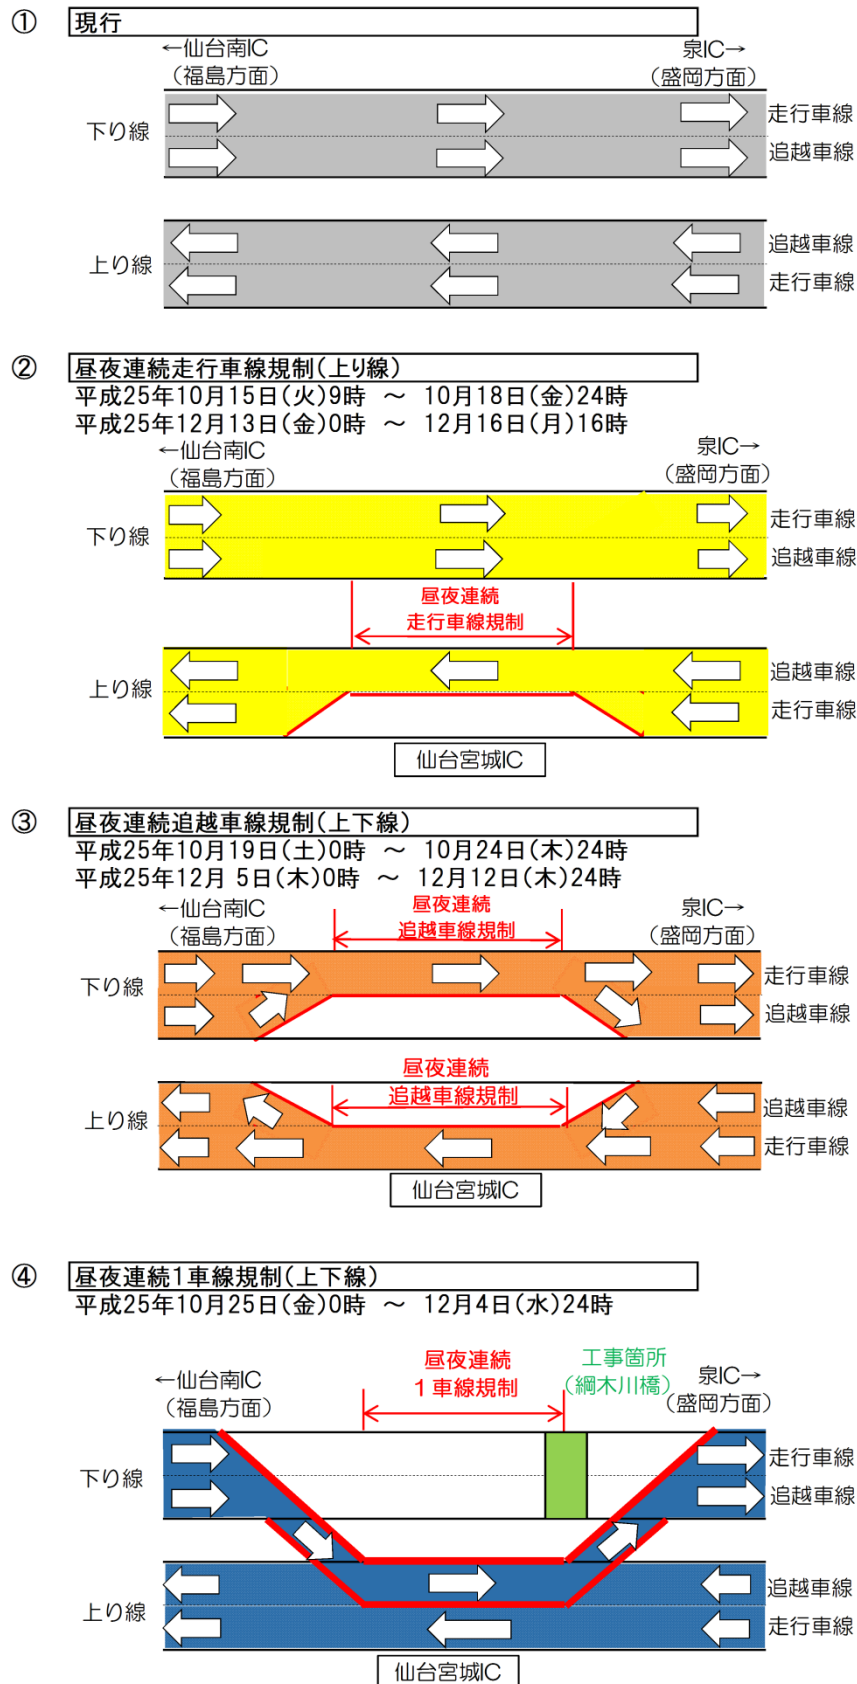 ① 現行
←仙台南IC 泉IC→
(福島方面) (盛岡方面)
走行車線
下り線
追越車線
追越車線
上り線
走行車線
② 昼夜連続走行車線規制(上り線)
平成25年10月15日(火)9時 ～ 10月18日(金)24時
平成25年12月13日(金)0時 ～ 12月16日(月)16時
←仙台南IC 泉IC→
(福島方面) (盛岡方面)
走行車線
下り線
追越車線
昼夜連続
走行車線規制
追越車線
上り線
走行車線
仙台宮城IC
③ 昼夜連続追越車線規制(上下線)
平成25年10月19日(土)0時 ～ 10月24日(木)24時
平成25年12月 5日(木)0時 ～ 12月12日(木)24時
←仙台南IC 昼夜連続 泉IC→
(福島方面) 追越車線規制 (盛岡方面)
走行車線
下り線
追越車線
昼夜連続
追越車線規制
追越車線
上り線
走行車線
仙台宮城IC
④ 昼夜連続1車線規制(上下線)
平成25年10月25日(金)0時 ～ 12月4日(水)24時
←仙台南IC 昼夜連続 工事箇所 泉IC→
(福島方面) 1車線規制 (綱木川橋) (盛岡方面)
走行車線
下り線
追越車線
追越車線
上り線
走行車線
仙台宮城IC